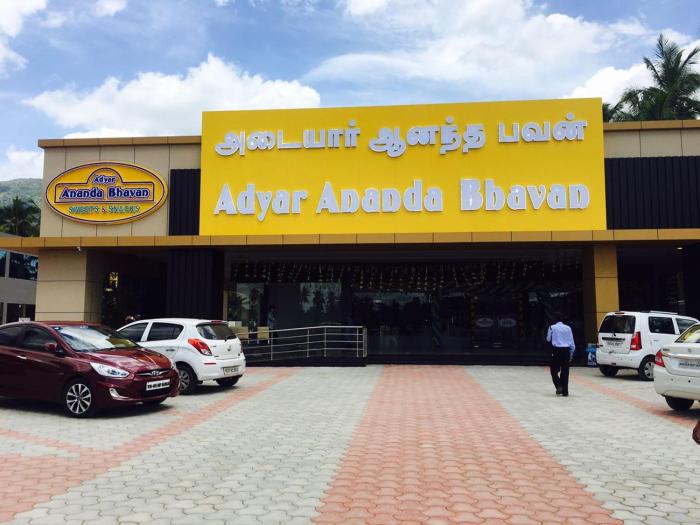 அடையார் ஆனந்த பவன்
Adyar Ananda Bhavan
Adyar
Ananda Bhavan
SWEETS & SNACKS